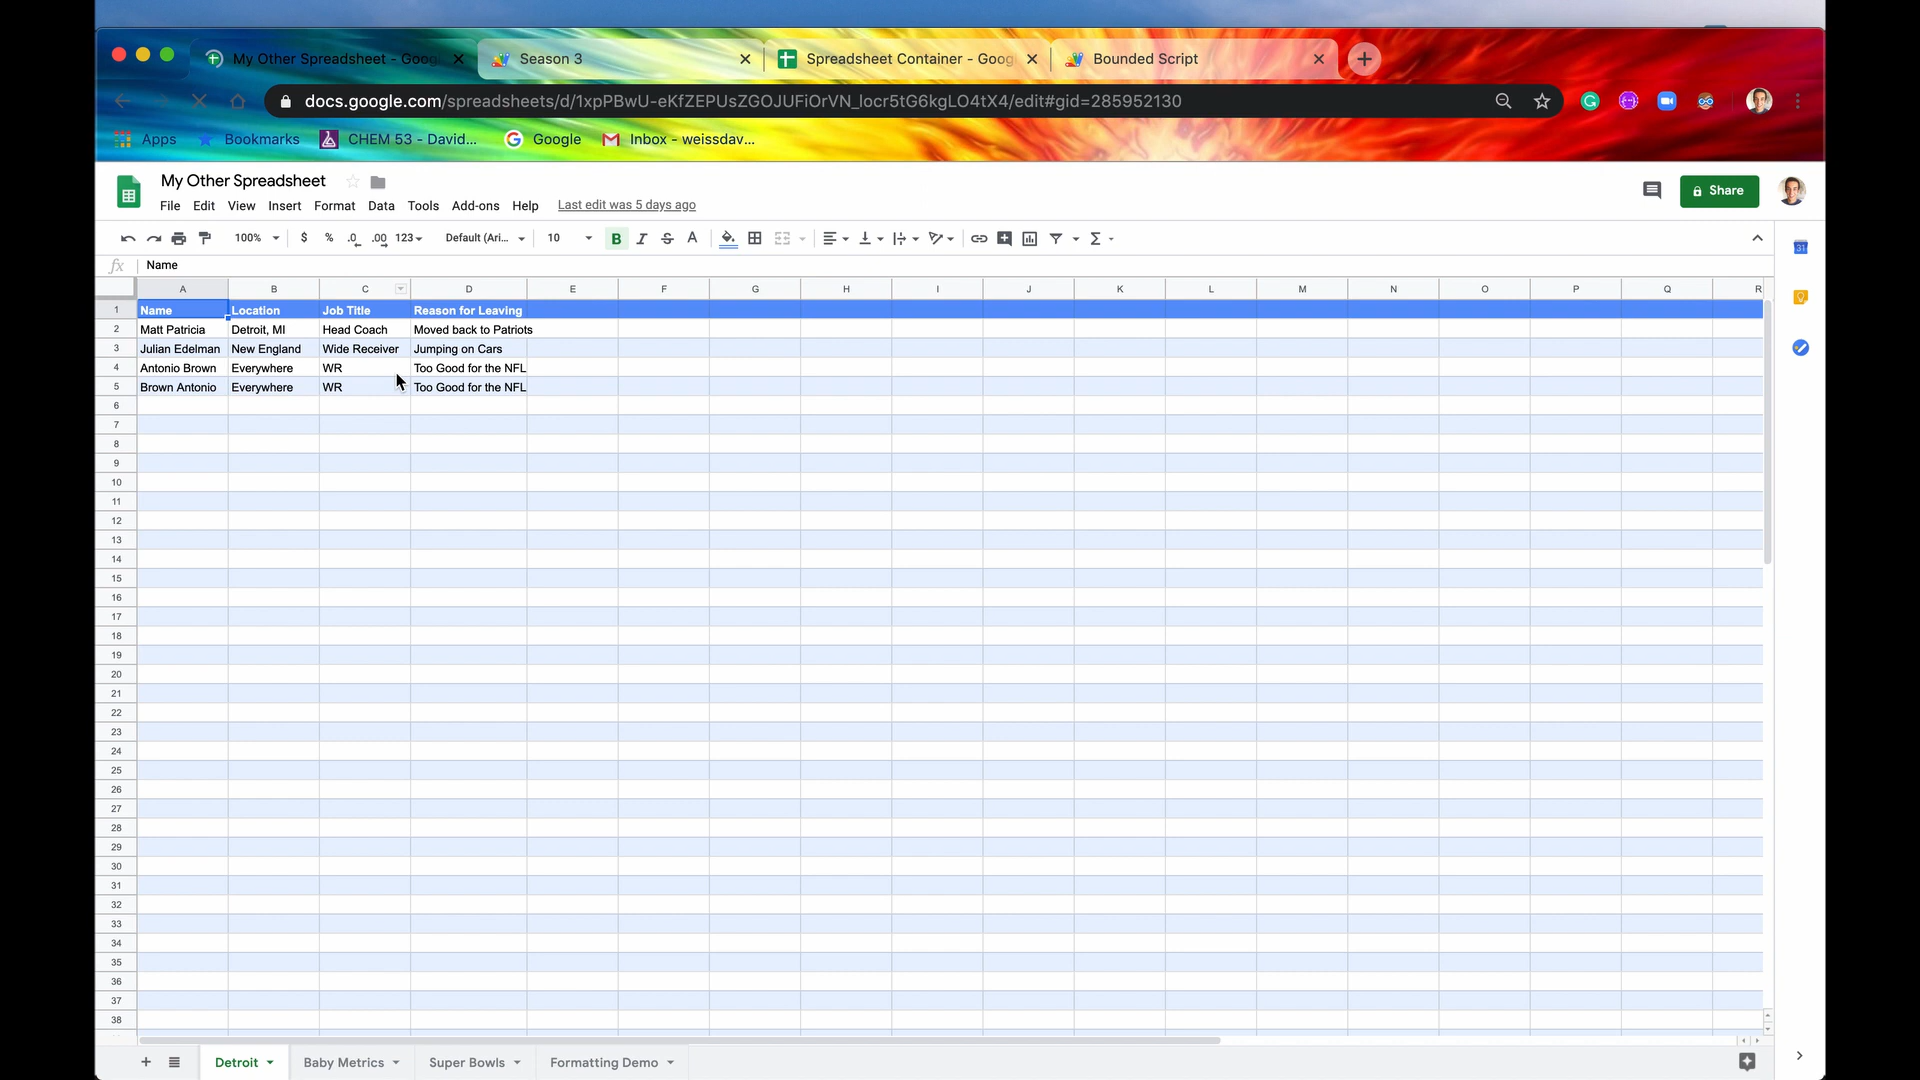 My Other Spreadsheet - Goog
Season 3
Spreadsheet Container - Goog
Bounded Script
docs.google.com/spreadsheets/d/1xpPBwU-eKfZEPUsZGOJUFiOrVN_locr5tG6kgLO4tX4/edit#gid=285952130
Apps
Bookmarks
CHEM 53 - David...
Google
Inbox - weissdav...
My Other Spreadsheet
Share
File Edit View Insert Format Data Tools Add-ons Help Last edit was 5 days ago
100% $ % .0 .00 123 Default (Ari... 10 B I S A Σ
31
fx Name
A B C D E F G H I J K L M N O P Q R
1 Name Location Job Title Reason for Leaving
2 Matt Patricia Detroit, MI Head Coach Moved back to Patriots
3 Julian Edelman New England Wide Receiver Jumping on Cars
4 Antonio Brown Everywhere WR Too Good for the NFL
5 Brown Antonio Everywhere WR Too Good for the NFL
6
7
8
9
10
11
12
13
14
15
16
17
18
19
20
21
22
23
24
25
26
27
28
29
30
31
32
33
34
35
36
37
38
Detroit Baby Metrics Super Bowls Formatting Demo